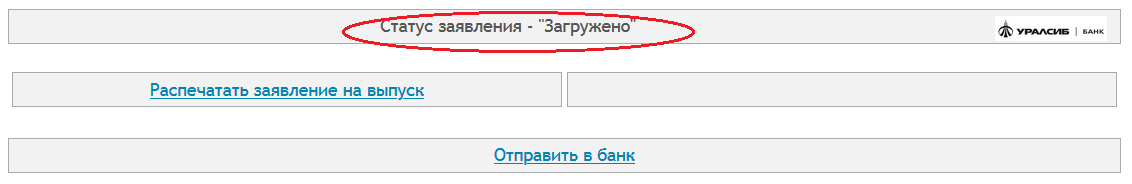 Статус заявления - "Загружено"
УРАЛСИБ | БАНК
Распечатать заявление на выпуск
Отправить в банк